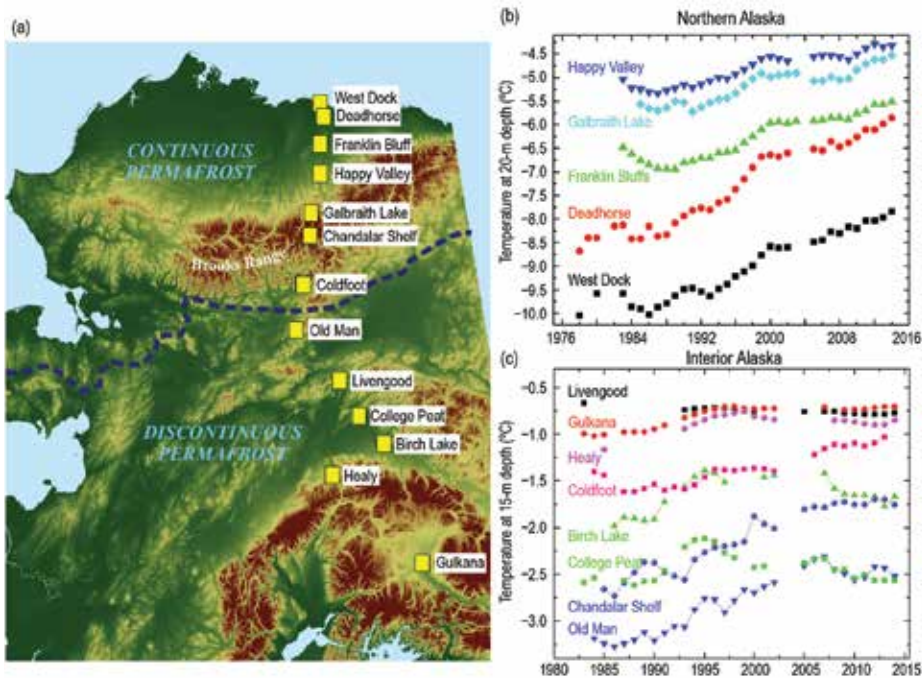 (a)
West Dock
Deadhorse
Franklin Bluff
CONTINUOUS
PERMAFROST
Happy Valley
Galbraith Lake
Chandalar Shelf
Brooks Range
Coldfoot
Old Man
Livengood
College Peat
DISCONTINUOUS
PERMAFROST
Birch Lake
Healy
Gulkana
(b)
Northern Alaska
Temperature at 20-m depth (°C)
-4.5
-5.0
-5.5
-6.0
-6.5
-7.0
-7.5
-8.0
-8.5
-9.0
-9.5
-10.0
Happy Valley
Galbraith Lake
Franklin Bluffs
Deadhorse
West Dock
1976 1984 1992 2000 2008 2016
(c)
Interior Alaska
Temperature at 15-m depth (°C)
-0.5
-1.0
-1.5
-2.0
-2.5
-3.0
Livengood
Gulkana
Healy
Coldfoot
Birch Lake
College Peat
Chandalar Shelf
Old Man
1980 1985 1990 1995 2000 2005 2010 2015